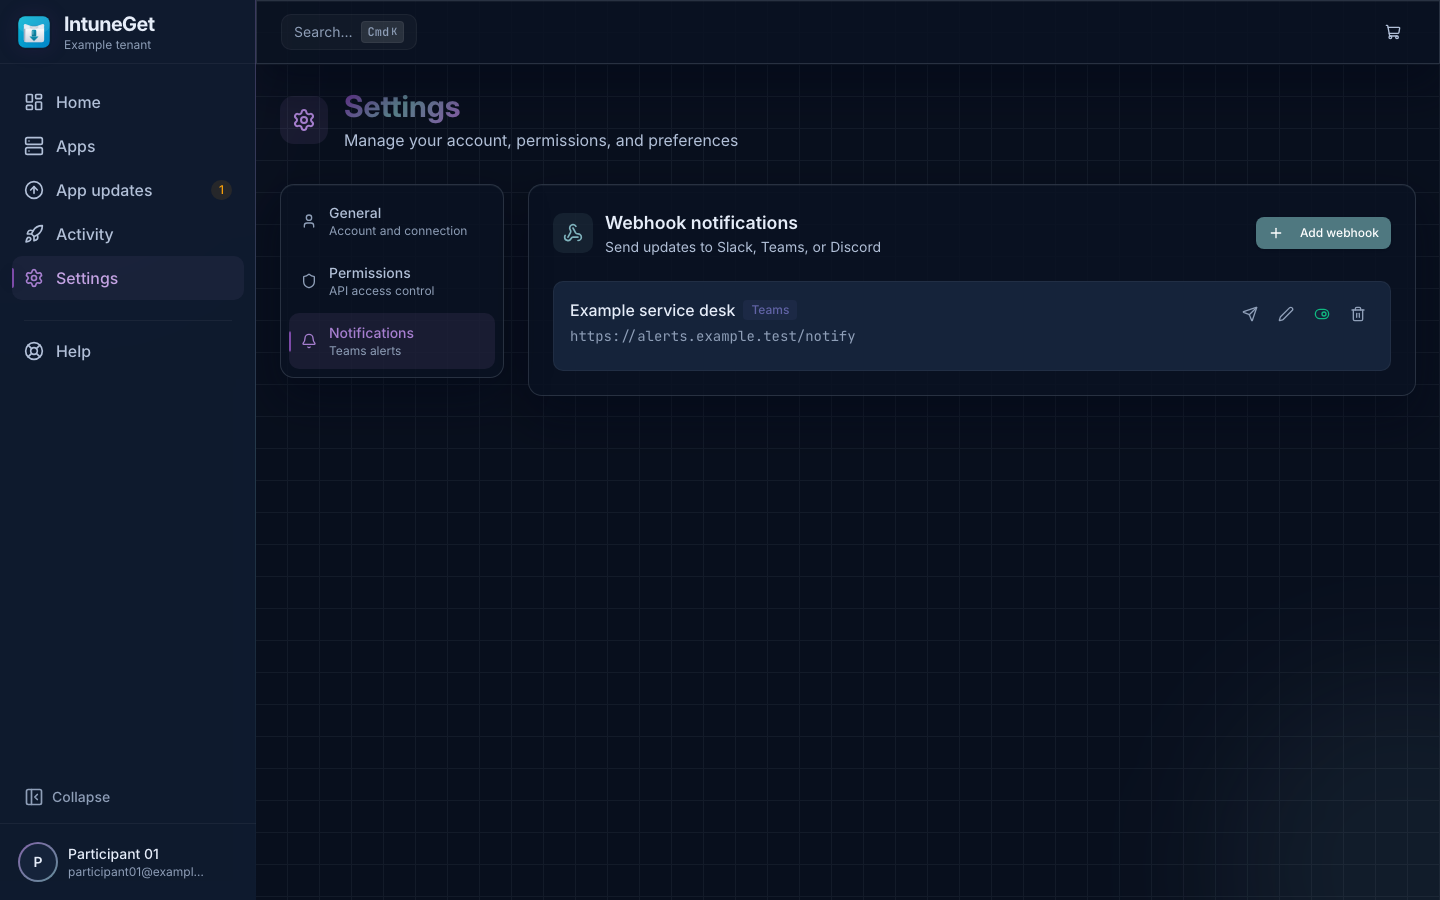 IntuneGet
Example tenant
Search... Cmd K
Home
Apps
App updates 1
Activity
Settings
Help
Collapse
P
Participant 01
participant01@exampl...
Settings
Manage your account, permissions, and preferences
General
Account and connection
Permissions
API access control
Notifications
Teams alerts
Webhook notifications
Send updates to Slack, Teams, or Discord
Add webhook
Example service desk Teams
https://alerts.example.test/notify